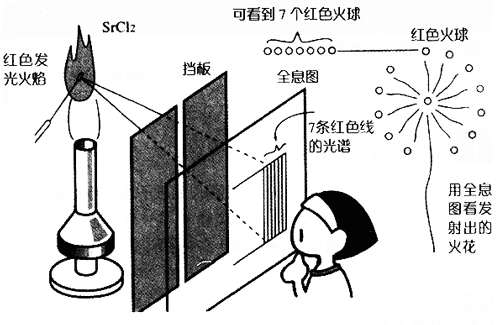 SrCl2
红色发
光火焰
挡板
可看到7个红色火球
全息图
7条红色线
的光谱
红色火球
用全息
图看发
射出的
火花